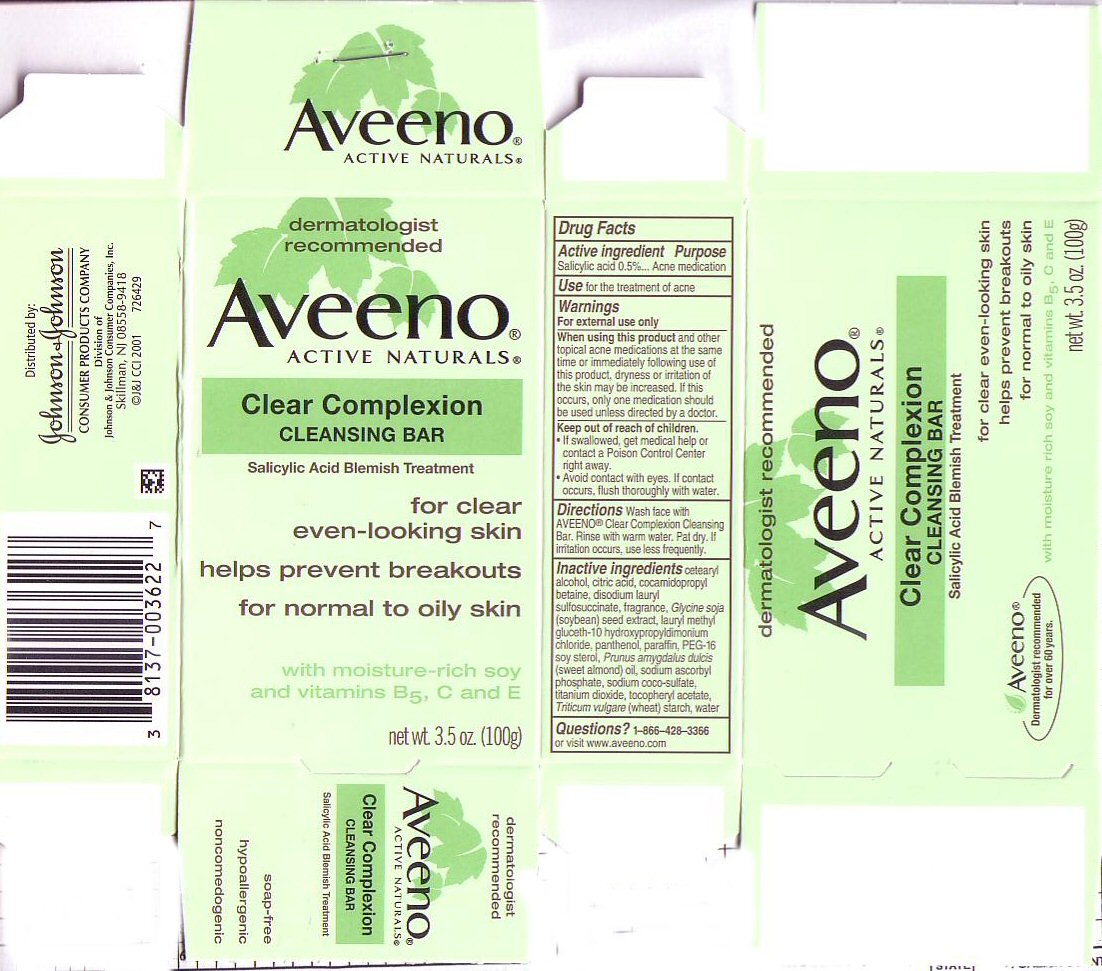 Aveeno®
ACTIVE NATURALS®
dermatologist
recommended
Aveeno®
ACTIVE NATURALS®
Clear Complexion
CLEANSING BAR
Salicylic Acid Blemish Treatment
for clear
even-looking skin
helps prevent breakouts
for normal to oily skin
with moisture-rich soy
and vitamins B5, C and E
net wt. 3.5 oz. (100g)
dermatologist
recommended
Aveeno®
ACTIVE NATURALS®
Clear Complexion
CLEANSING BAR
Salicylic Acid Blemish Treatment
soap-free
hypoallergenic
noncomedogenic
Distributed by:
Johnson & Johnson
CONSUMER PRODUCTS COMPANY
Division of
Johnson & Johnson Consumer Companies, Inc.
Skillman, NJ 08558-9418
©J&J CCI 2001 726429
3 8137-003622 7
Drug Facts
Active ingredient Purpose
Salicylic acid 0.5%... Acne medication
Use for the treatment of acne
Warnings
For external use only
When using this product and other
topical acne medications at the same
time or immediately following use of
this product, dryness or irritation of
the skin may be increased. If this
occurs, only one medication should
be used unless directed by a doctor.
Keep out of reach of children.
• If swallowed, get medical help or
contact a Poison Control Center
right away.
• Avoid contact with eyes. If contact
occurs, flush thoroughly with water.
Directions Wash face with
AVEENO® Clear Complexion Cleansing
Bar. Rinse with warm water. Pat dry. If
irritation occurs, use less frequently.
Inactive ingredients cetearyl
alcohol, citric acid, cocamidopropyl
betaine, disodium lauryl
sulfosuccinate, fragrance, Glycine soja
(soybean) seed extract, lauryl methyl
gluceth-10 hydroxypropyldimonium
chloride, panthenol, paraffin, PEG-16
soy sterol, Prunus amygdalus dulcis
(sweet almond) oil, sodium ascorbyl
phosphate, sodium coco-sulfate,
titanium dioxide, tocopheryl acetate,
Triticum vulgare (wheat) starch, water
Questions? 1-866-428-3366
or visit www.aveeno.com
dermatologist recommended
Aveeno®
ACTIVE NATURALS®
Clear Complexion
CLEANSING BAR
Salicylic Acid Blemish Treatment
for clear even-looking skin
helps prevent breakouts
for normal to oily skin
with moisture rich soy and vitamins B5, C and E
net wt. 3.5 oz. (100g)
Aveeno®
Dermatologist recommended
for over 60 years.